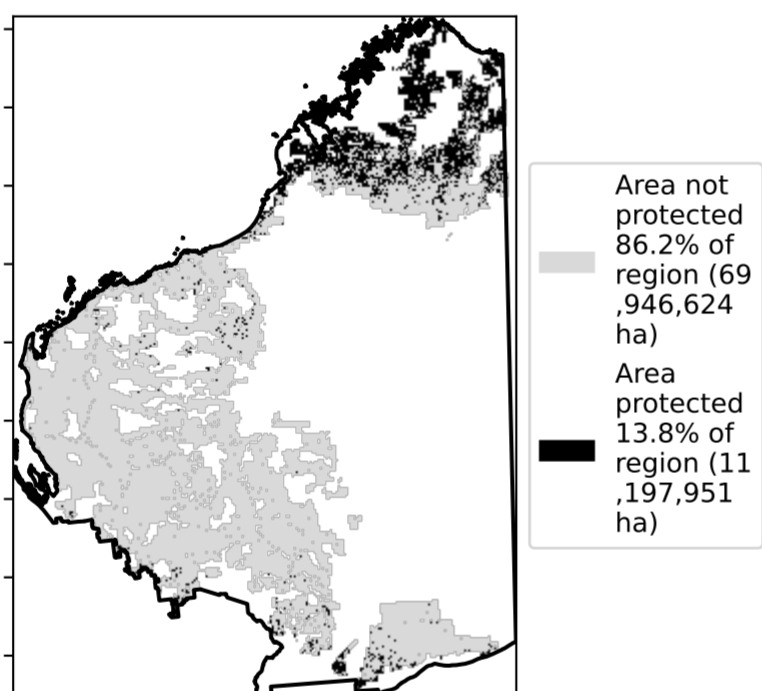 Area not
protected
86.2% of
region (69
,946,624
ha)
Area
protected
13.8% of
region (11
,197,951
ha)